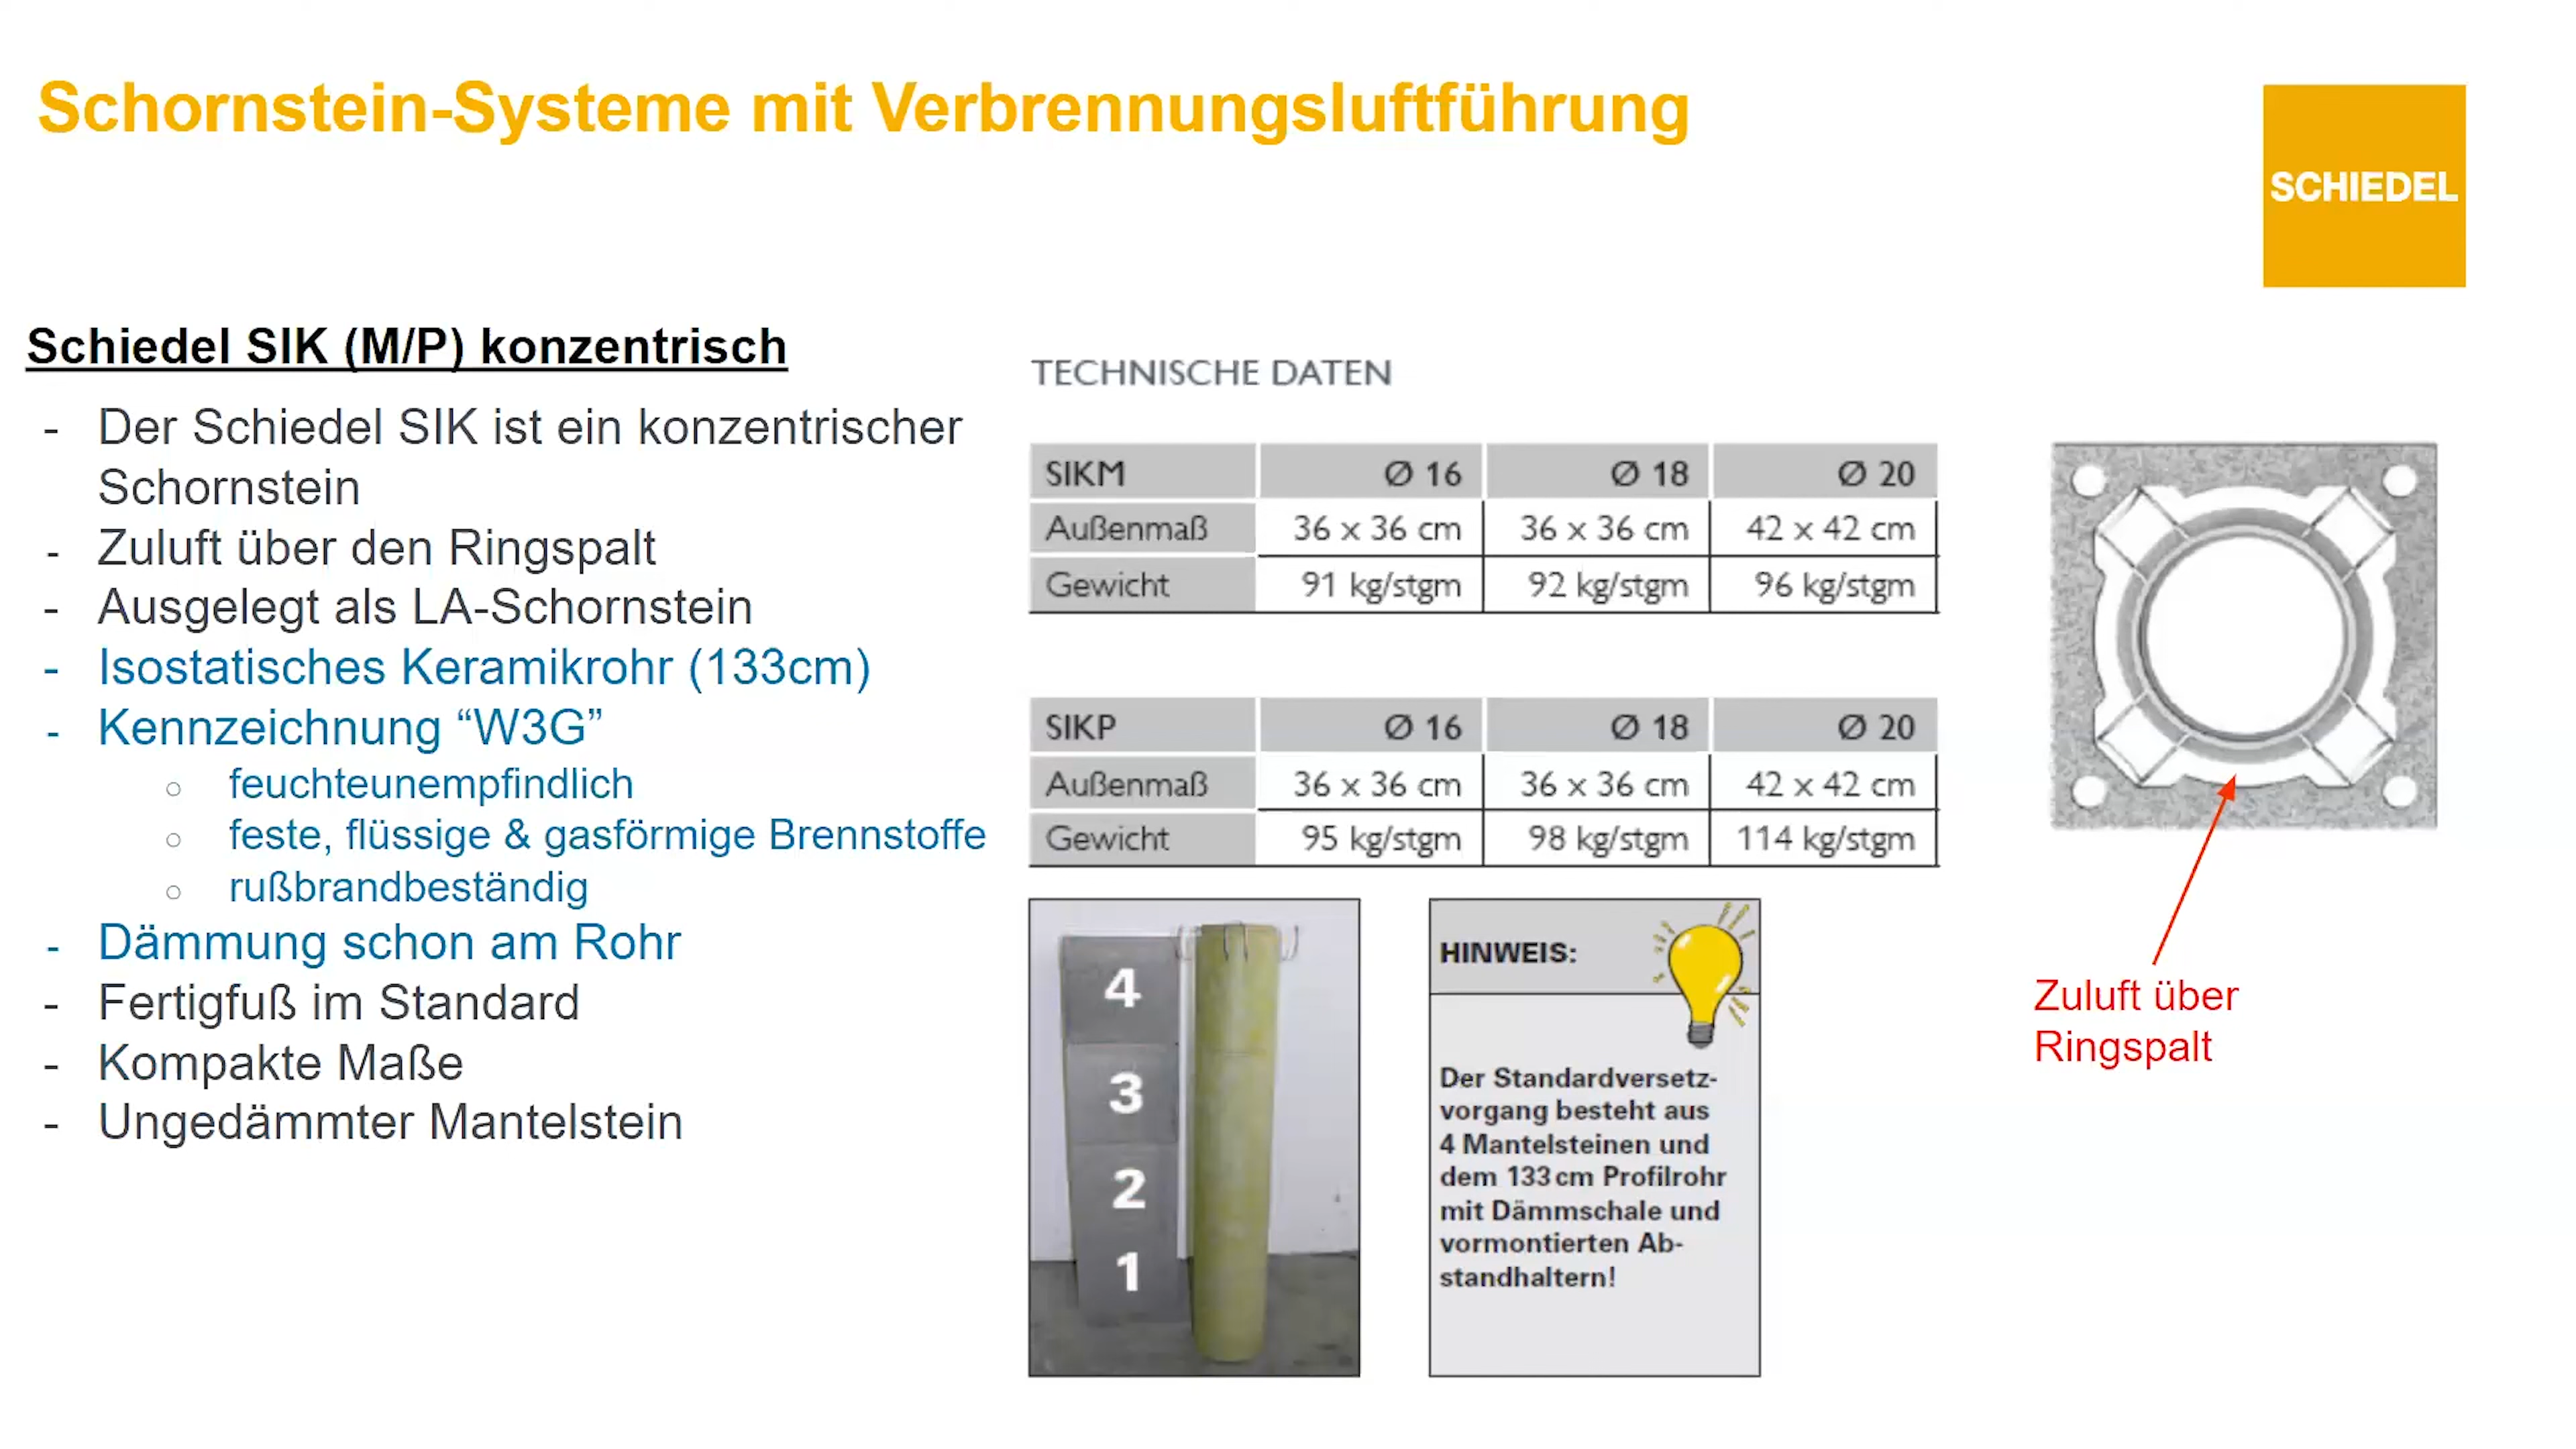 Schornstein-Systeme mit Verbrennungsluftführung
SCHIEDEL
Schiedel SIK (M/P) konzentrisch
- Der Schiedel SIK ist ein konzentrischer
Schornstein
- Zuluft über den Ringspalt
- Ausgelegt als LA-Schornstein
- Isostatisches Keramikrohr (133cm)
- Kennzeichnung “W3G”
○ feuchteunempfindlich
○ feste, flüssige & gasförmige Brennstoffe
○ rußbrandbeständig
- Dämmung schon am Rohr
- Fertigfuß im Standard
- Kompakte Maße
- Ungedämmter Mantelstein
TECHNISCHE DATEN
SIKM Ø 16 Ø 18 Ø 20
Außenmaß 36 x 36 cm 36 x 36 cm 42 x 42 cm
Gewicht 91 kg/stgm 92 kg/stgm 96 kg/stgm
SIKP Ø 16 Ø 18 Ø 20
Außenmaß 36 x 36 cm 36 x 36 cm 42 x 42 cm
Gewicht 95 kg/stgm 98 kg/stgm 114 kg/stgm
4
3
2
1
HINWEIS:
Der Standardversetz-
vorgang besteht aus
4 Mantelsteinen und
dem 133 cm Profilrohr
mit Dämmschale und
vormontierten Ab-
standhaltern!
Zuluft über
Ringspalt